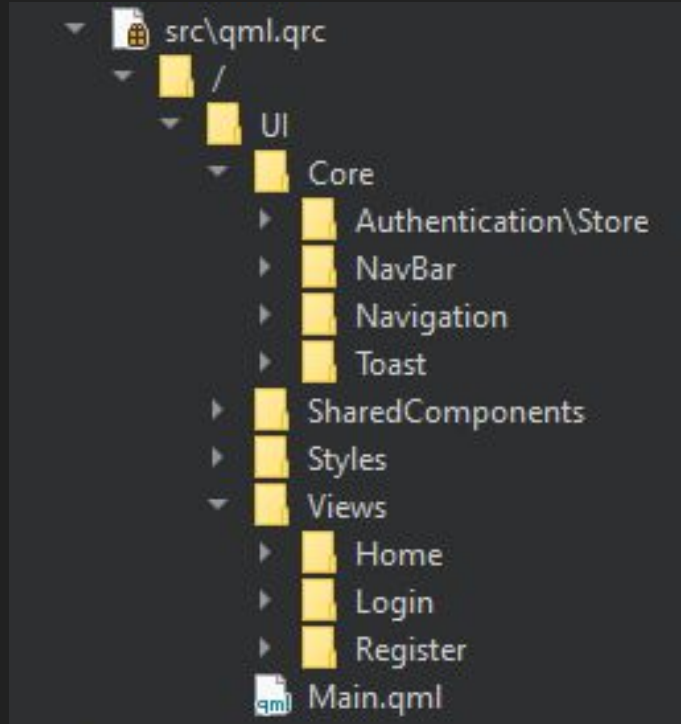 src\qml.qrc
/
UI
Core
Authentication\Store
NavBar
Navigation
Toast
SharedComponents
Styles
Views
Home
Login
Register
qml Main.qml